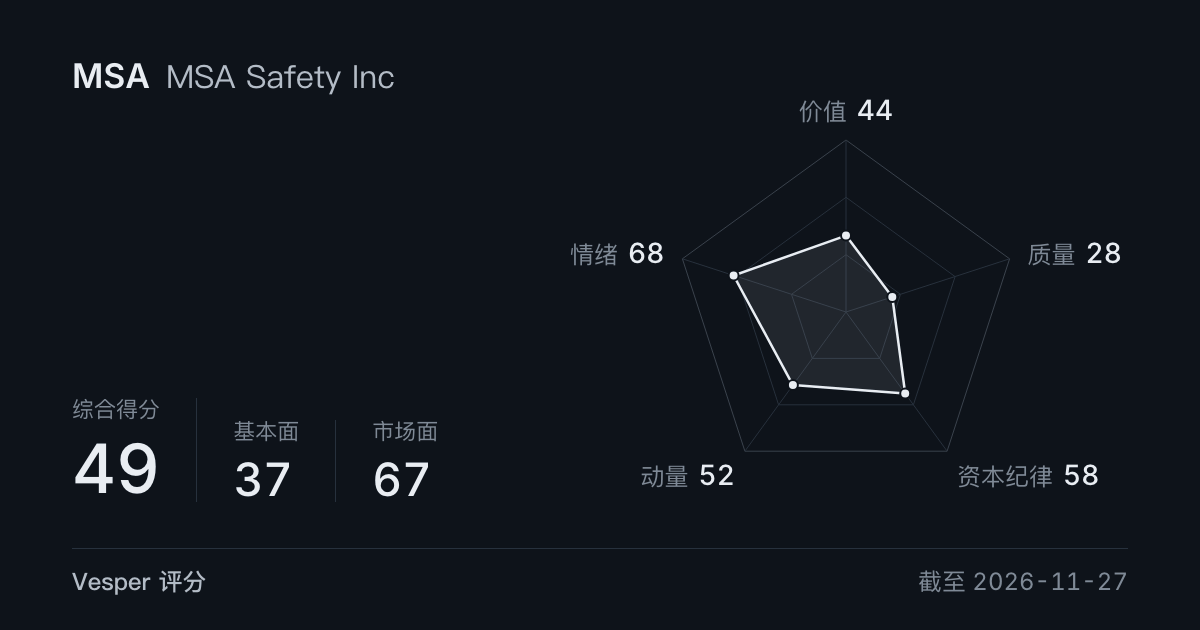 MSA MSA Safety Inc
价值 44
情绪 68
质量 28
综合得分
49
基本面
37
市场面
67
动量 52
资本纪律 58
Vesper 评分
截至 2026-11-27